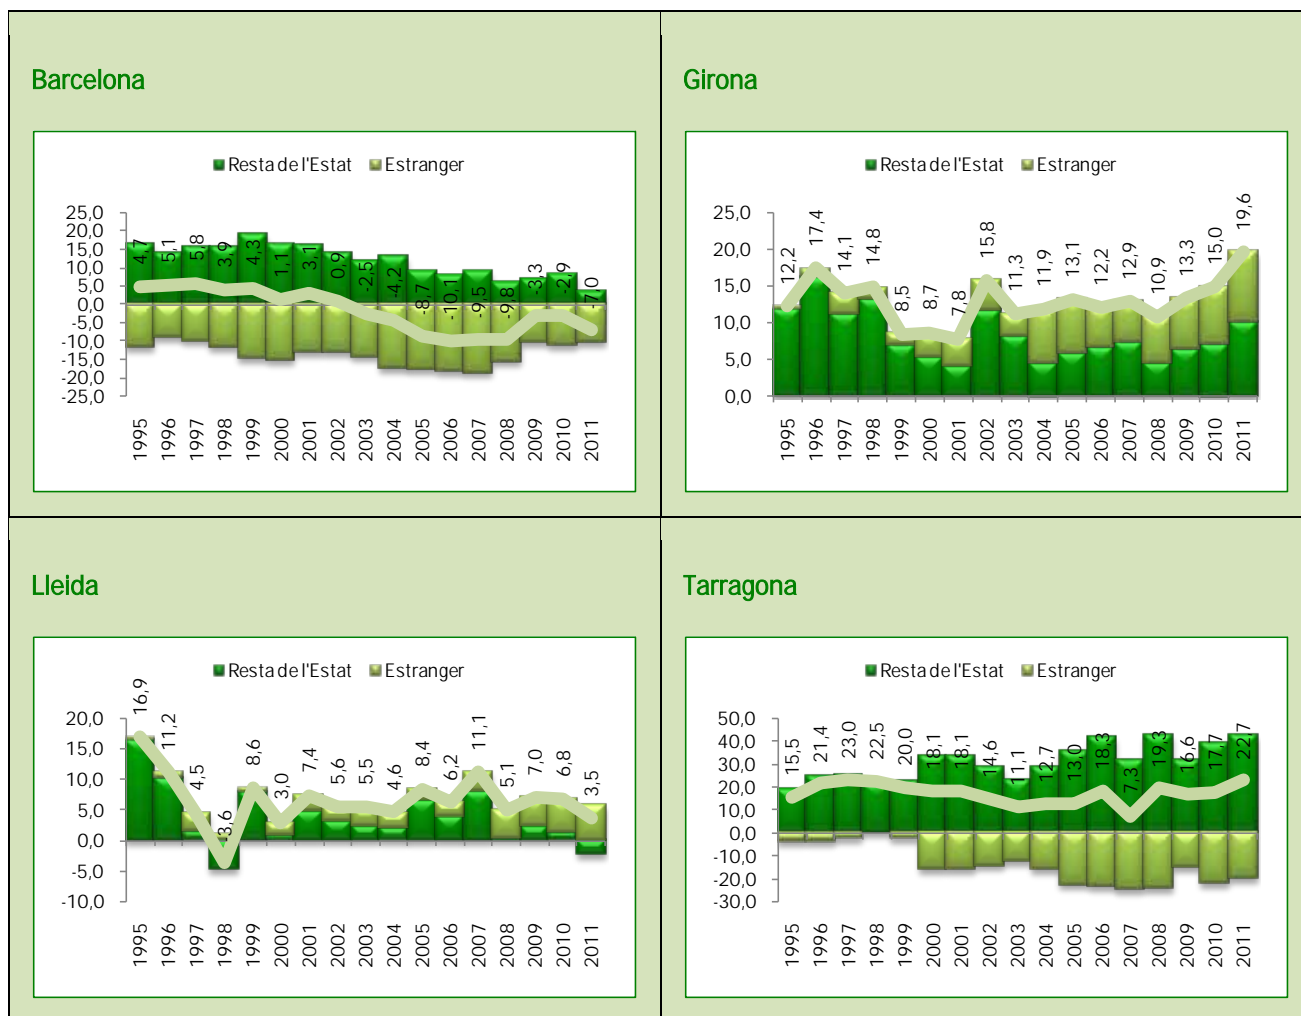 Barcelona
Resta de l'Estat Estranger
25,0
20,0
15,0
10,0
5,0
0,0
-5,0
-10,0
-15,0
-20,0
-25,0
4,7 5,1 5,8 3,9 4,3 1,1 3,1 0,9 -2,5 -4,2 -8,7 -10,1 -9,5 -9,8 -3,3 -2,9 -7,0
1995 1996 1997 1998 1999 2000 2001 2002 2003 2004 2005 2006 2007 2008 2009 2010 2011
Girona
Resta de l'Estat Estranger
25,0
20,0
15,0
10,0
5,0
0,0
12,2 17,4 14,1 14,8 8,5 8,7 7,8 15,8 11,3 11,9 13,1 12,2 12,9 10,9 13,3 15,0 19,6
1995 1996 1997 1998 1999 2000 2001 2002 2003 2004 2005 2006 2007 2008 2009 2010 2011
Lleida
Resta de l'Estat Estranger
20,0
15,0
10,0
5,0
0,0
-5,0
-10,0
16,9 11,2 4,5 -3,6 8,6 3,0 7,4 5,6 5,5 4,6 8,4 6,2 11,1 5,1 7,0 6,8 3,5
1995 1996 1997 1998 1999 2000 2001 2002 2003 2004 2005 2006 2007 2008 2009 2010 2011
Tarragona
Resta de l'Estat Estranger
50,0
40,0
30,0
20,0
10,0
0,0
-10,0
-20,0
-30,0
15,5 21,4 23,0 22,5 20,0 18,1 18,1 14,6 11,1 12,7 13,0 18,3 7,3 19,3 16,6 17,7 22,7
1995 1996 1997 1998 1999 2000 2001 2002 2003 2004 2005 2006 2007 2008 2009 2010 2011